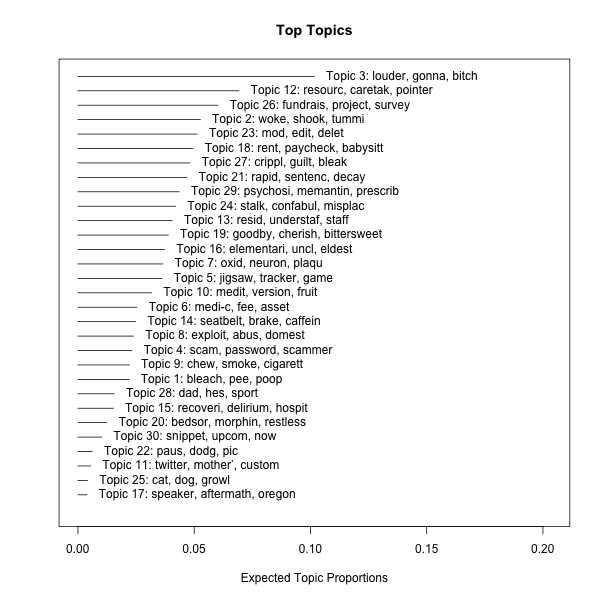 Top Topics
Topic 3: louder, gonna, bitch
Topic 12: resourc, caretak, pointer
Topic 26: fundrais, project, survey
Topic 2: woke, shook, tummi
Topic 23: mod, edit, delet
Topic 18: rent, paycheck, babysitt
Topic 27: crippl, guilt, bleak
Topic 21: rapid, sentenc, decay
Topic 29: psychosi, memantin, prescrib
Topic 24: stalk, confabul, misplac
Topic 13: resid, understaf, staff
Topic 19: goodby, cherish, bittersweet
Topic 16: elementari, uncl, eldest
Topic 7: oxid, neuron, plaqu
Topic 5: jigsaw, tracker, game
Topic 10: medit, version, fruit
Topic 6: medi-c, fee, asset
Topic 14: seatbelt, brake, caffein
Topic 8: exploit, abus, domest
Topic 4: scam, password, scammer
Topic 9: chew, smoke, cigarett
Topic 1: bleach, pee, poop
Topic 28: dad, hes, sport
Topic 15: recoveri, delirium, hospit
Topic 20: bedsor, morphin, restless
Topic 30: snippet, upcom, now
Topic 22: paus, dodg, pic
Topic 11: twitter, mother’, custom
Topic 25: cat, dog, growl
Topic 17: speaker, aftermath, oregon
0.00 0.05 0.10 0.15 0.20
Expected Topic Proportions